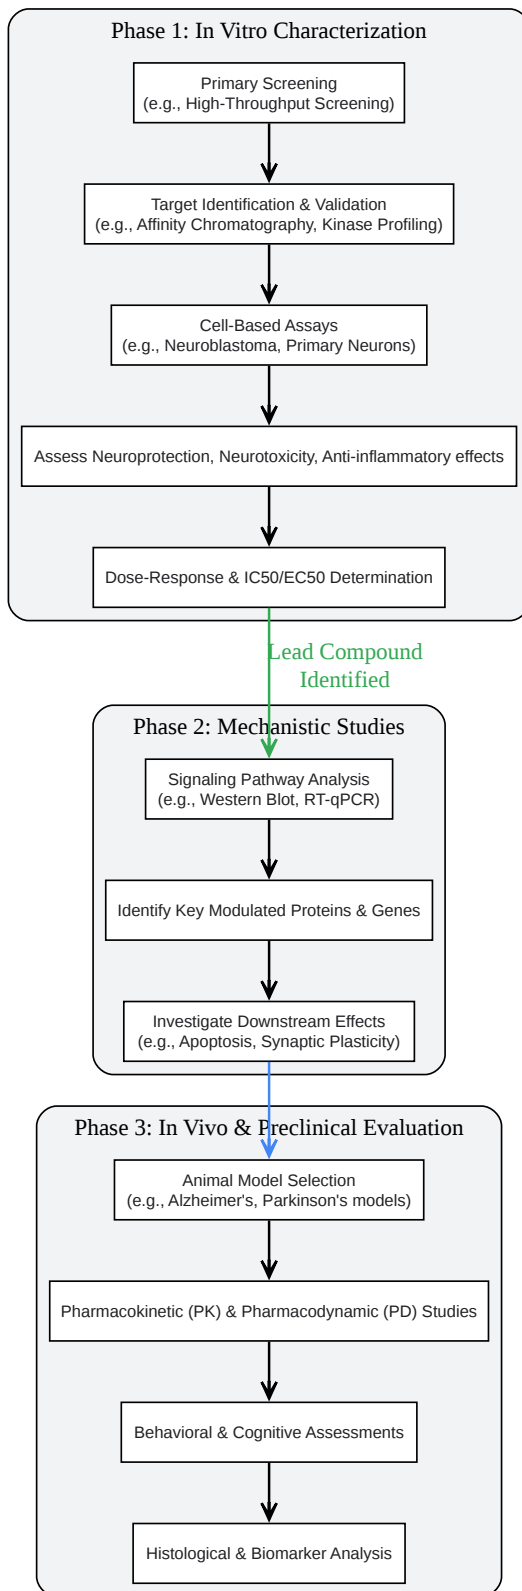 Phase 1: In Vitro Characterization
Primary Screening
(e.g., High-Throughput Screening)
Target Identification & Validation
(e.g., Affinity Chromatography, Kinase Profiling)
Cell-Based Assays
(e.g., Neuroblastoma, Primary Neurons)
Assess Neuroprotection, Neurotoxicity, Anti-inflammatory effects
Dose-Response & IC50/EC50 Determination
Lead Compound
Identified
Phase 2: Mechanistic Studies
Signaling Pathway Analysis
(e.g., Western Blot, RT-qPCR)
Identify Key Modulated Proteins & Genes
Investigate Downstream Effects
(e.g., Apoptosis, Synaptic Plasticity)
Phase 3: In Vivo & Preclinical Evaluation
Animal Model Selection
(e.g., Alzheimer's, Parkinson's models)
Pharmacokinetic (PK) & Pharmacodynamic (PD) Studies
Behavioral & Cognitive Assessments
Histological & Biomarker Analysis